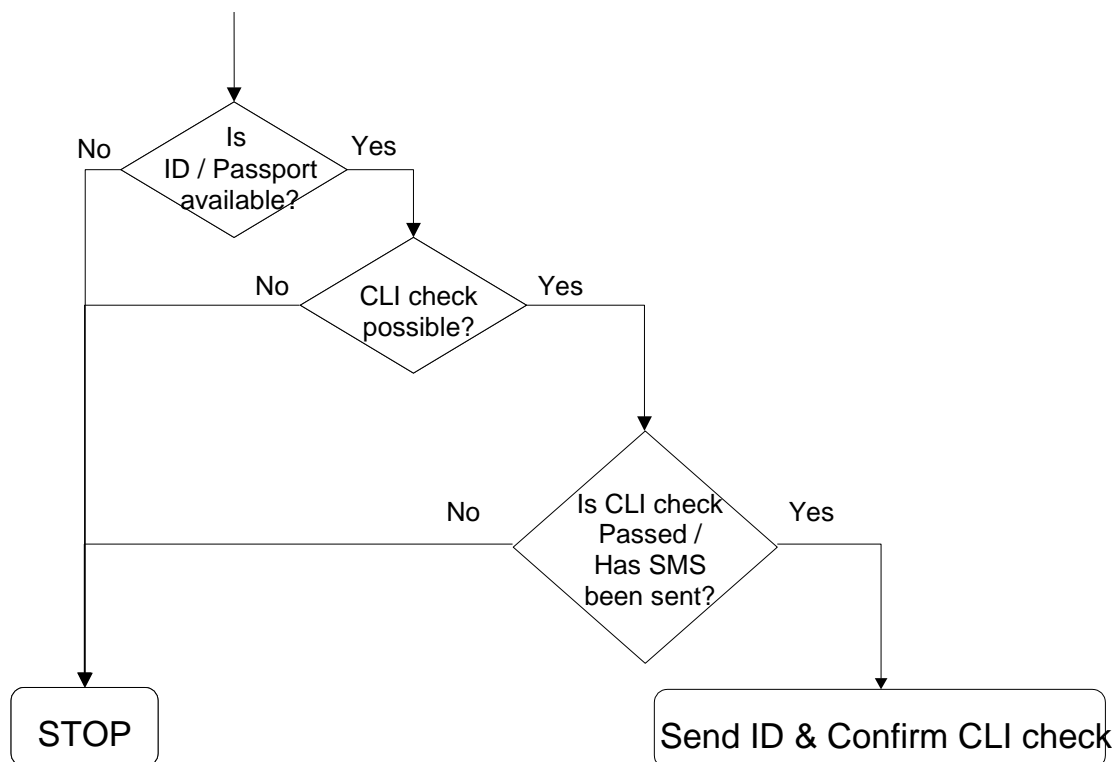 Is
ID / Passport
available?
No
Yes
CLI check
possible?
No
Yes
Is CLI check
Passed /
Has SMS
been sent?
No
Yes
STOP
Send ID & Confirm CLI check